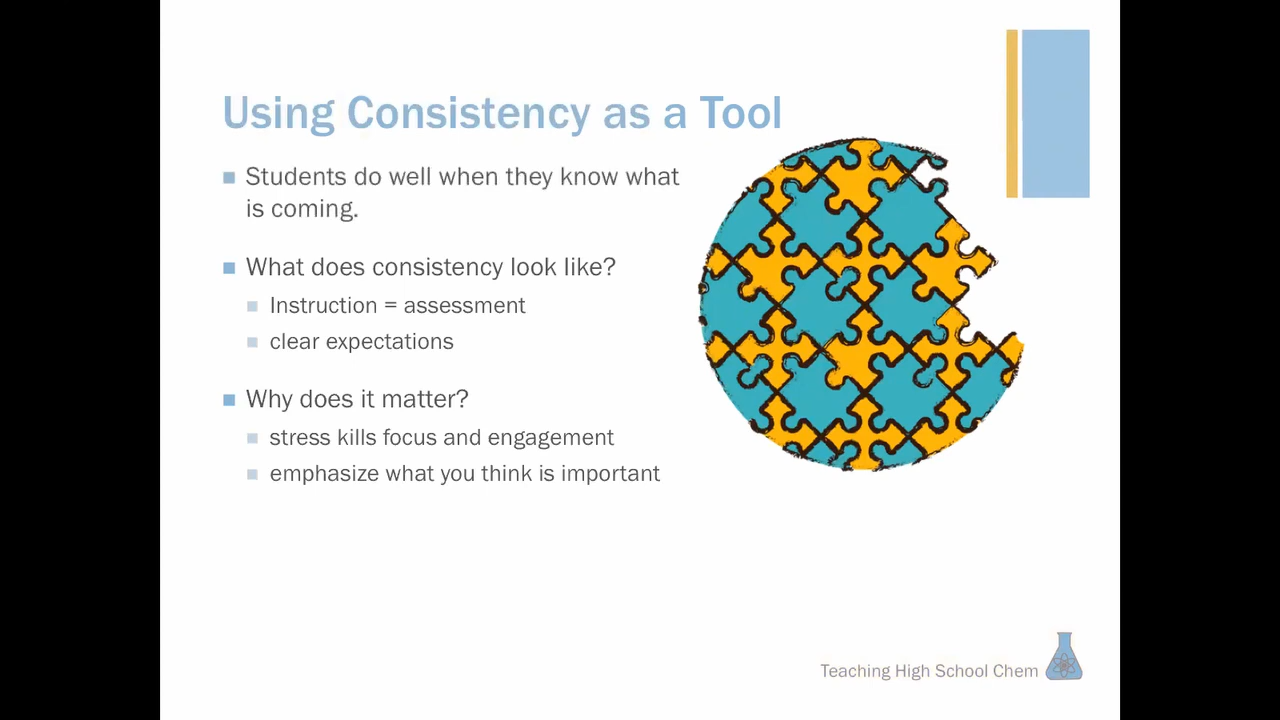 Using Consistency as a Tool
Students do well when they know what
is coming.
What does consistency look like?
Instruction = assessment
clear expectations
Why does it matter?
stress kills focus and engagement
emphasize what you think is important
Teaching High School Chem